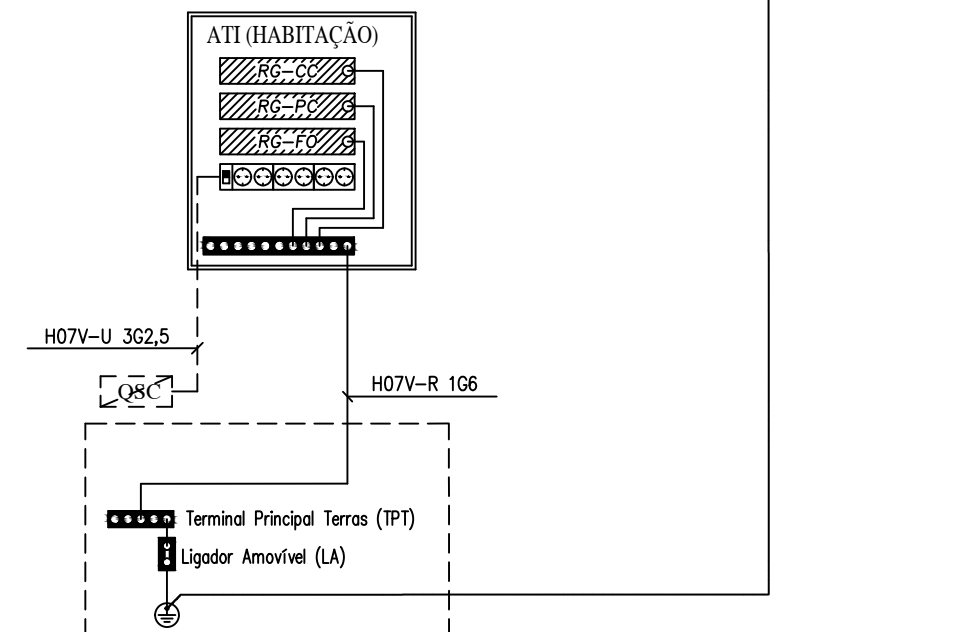 ATI (HABITAÇÃO)
RG-CC
RG-PC
RG-FO
H07V-U 3G2,5
QSC
H07V-R 1G6
Terminal Principal Terras (TPT)
Ligador Amovível (LA)